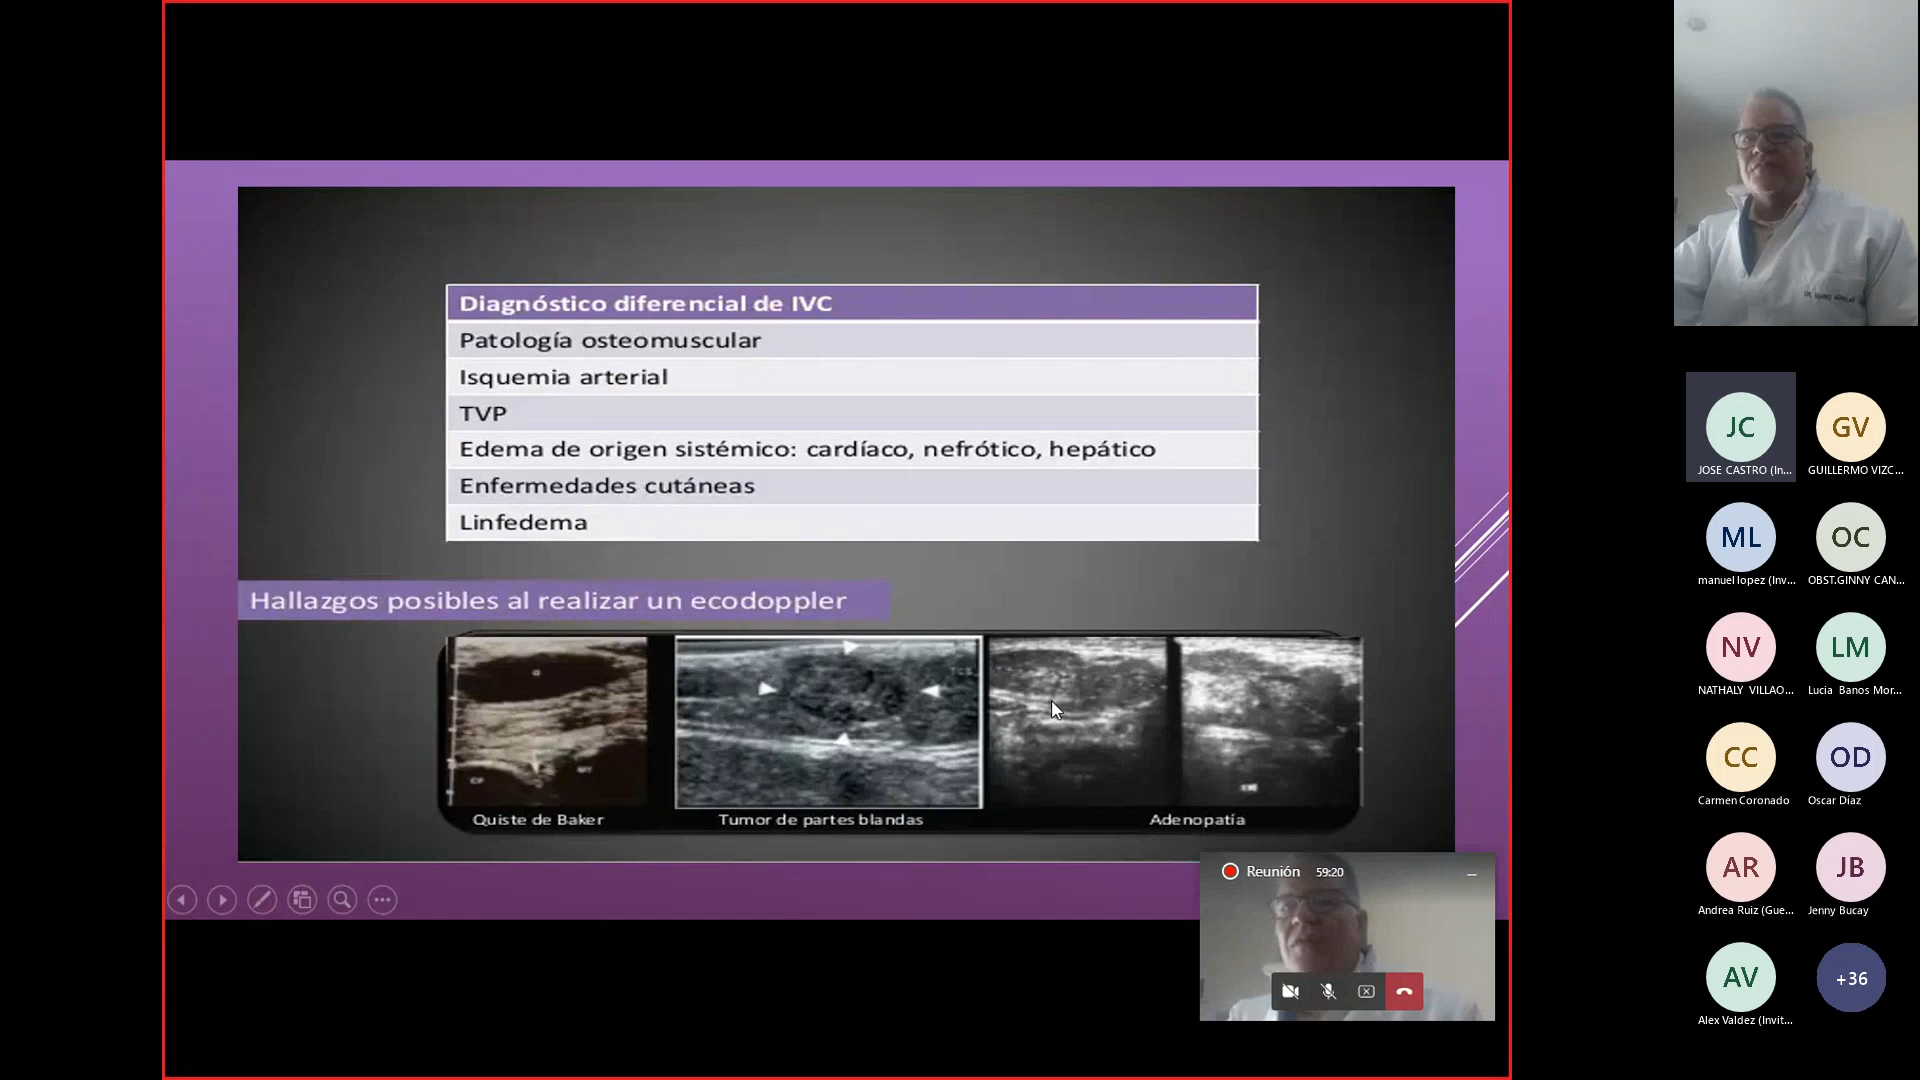 Diagnóstico diferencial de IVC
Patología osteomuscular
Isquemia arterial
TVP
Edema de origen sistémico: cardíaco, nefrótico, hepático
Enfermedades cutáneas
Linfedema
Hallazgos posibles al realizar un ecodoppler
Quiste de Baker
Tumor de partes blandas
Adenopatía
Reunión 59:20
JC
GV
JOSE CASTRO (In...
GUILLERMO VIZC...
ML
OC
manuel lopez (Inv...
OBST.GINNY CAN...
NV
LM
NATHALY VILLAO...
Lucia Banos Mor...
CC
OD
Carmen Coronado
Oscar Díaz
AR
JB
Andrea Ruiz (Gue...
Jenny Bucay
AV
+36
Alex Valdez (Invit...